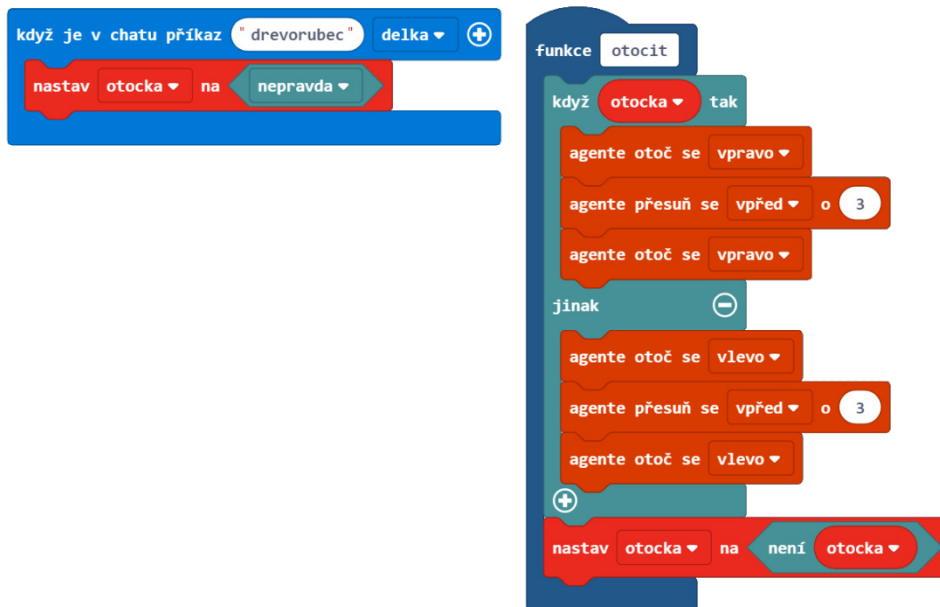 když je v chatu příkaz "drevorubec" delka
nastav otocka na nepravda
funkce otocit
když otocka tak
agente otoč se vpravo
agente přesuň se vpřed o 3
agente otoč se vpravo
jinak
agente otoč se vlevo
agente přesuň se vpřed o 3
agente otoč se vlevo
nastav otocka na není otocka